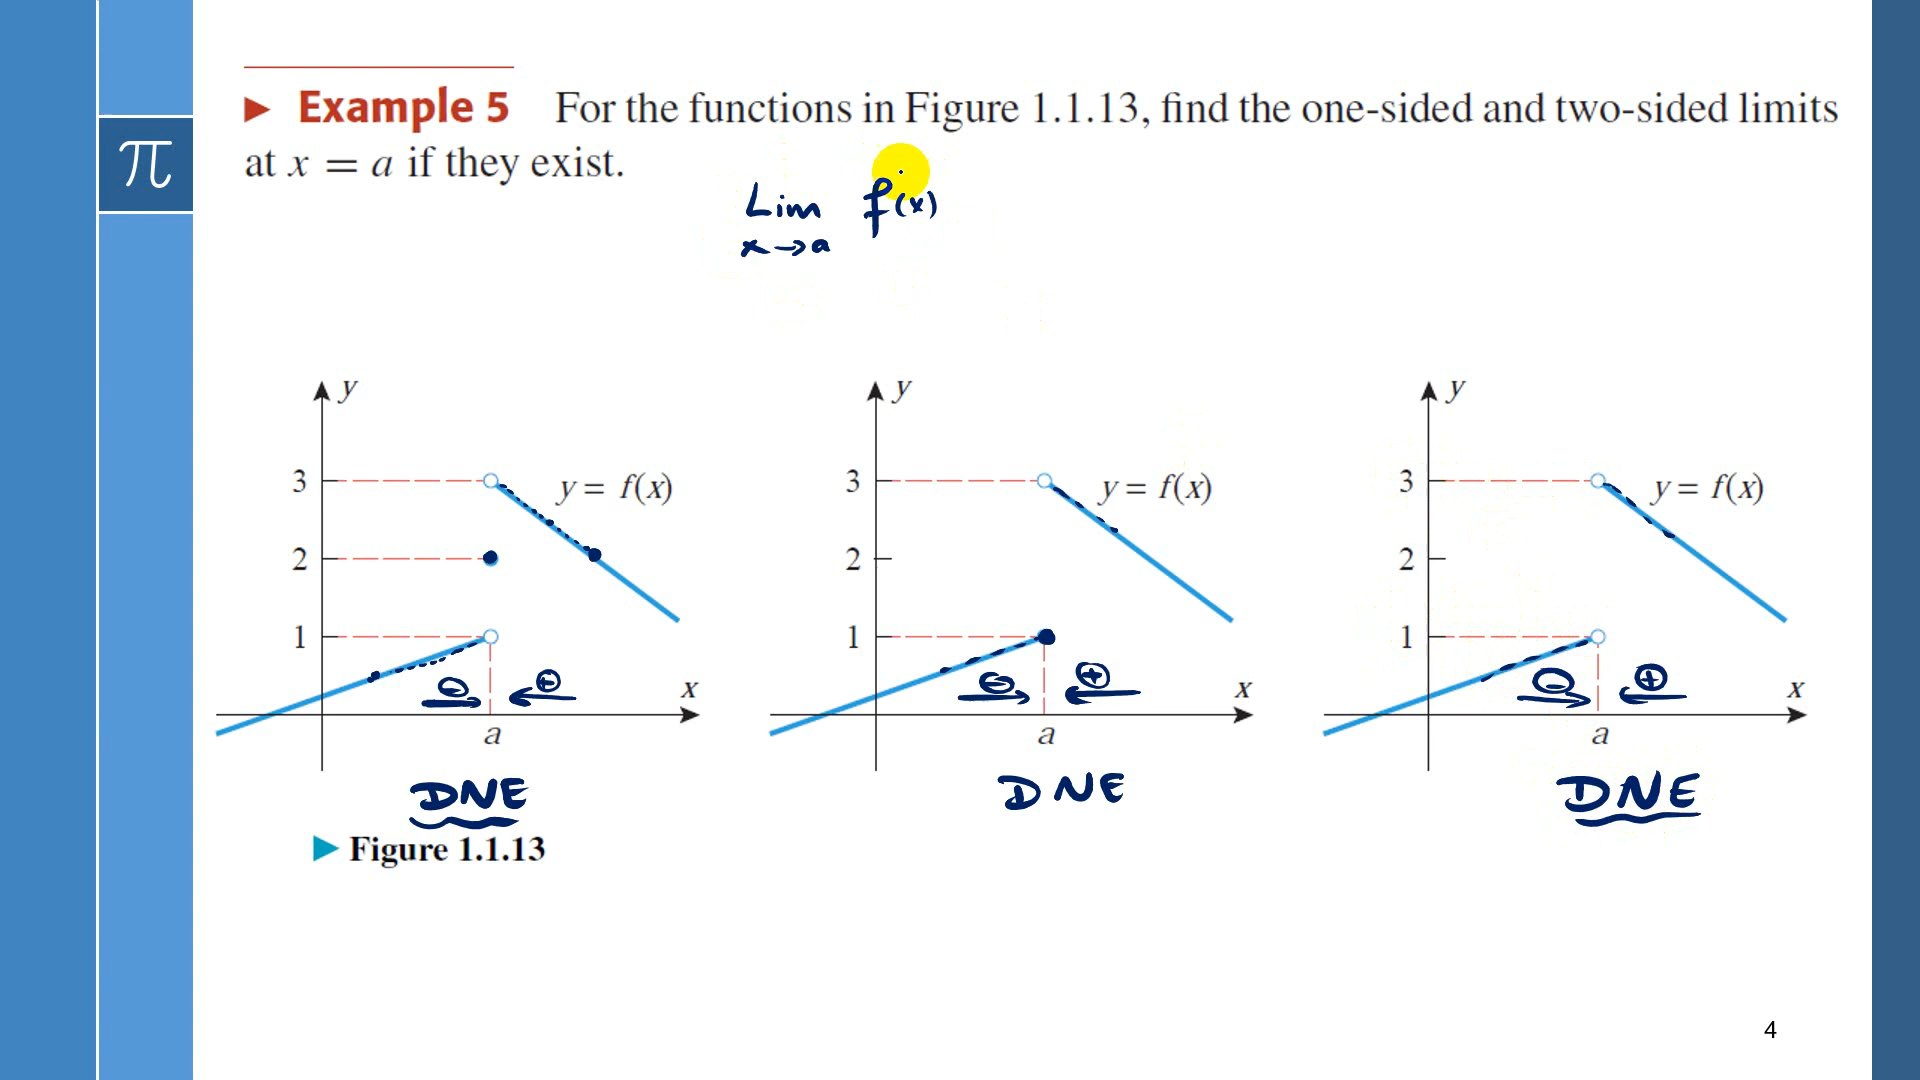 π
Example 5 For the functions in Figure 1.1.13, find the one-sided and two-sided limits
at x = a if they exist.
Lim f(x)
x→a
y
3
2
1
y = f(x)
⊖
⊕
x
a
DNE
y
3
2
1
y = f(x)
⊖
⊕
x
a
DNE
y
3
2
1
y = f(x)
⊖
⊕
x
a
DNE
Figure 1.1.13
4